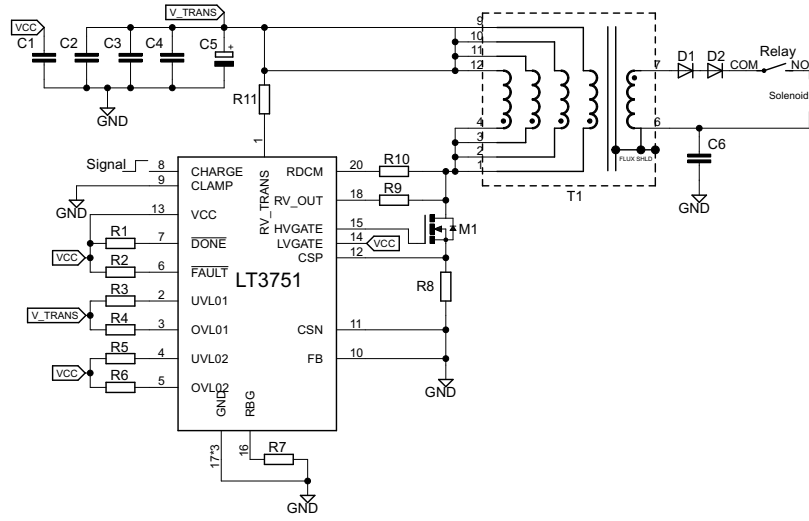 V_TRANS
VCC
C1
C2
C3
C4
C5
+
GND
R11
1
9
10
11
12
4
3
2
1
7
6
D1
D2
Relay
COM
NO
Solenoid
FLUX SHLD
T1
C6
GND
Signal
8
9
GND
13
R1
7
VCC
R2
6
R3
2
V_TRANS
R4
3
R5
4
VCC
R6
5
CHARGE
CLAMP
VCC
DONE
FAULT
UVL01
OVL01
UVL02
OVL02
RV_TRANS
LT3751
RDCM
RV_OUT
HVGATE
LVGATE
CSP
CSN
FB
GND
RBG
20
R10
18
R9
15
14
VCC
12
M1
R8
11
10
GND
17*3
16
R7
GND